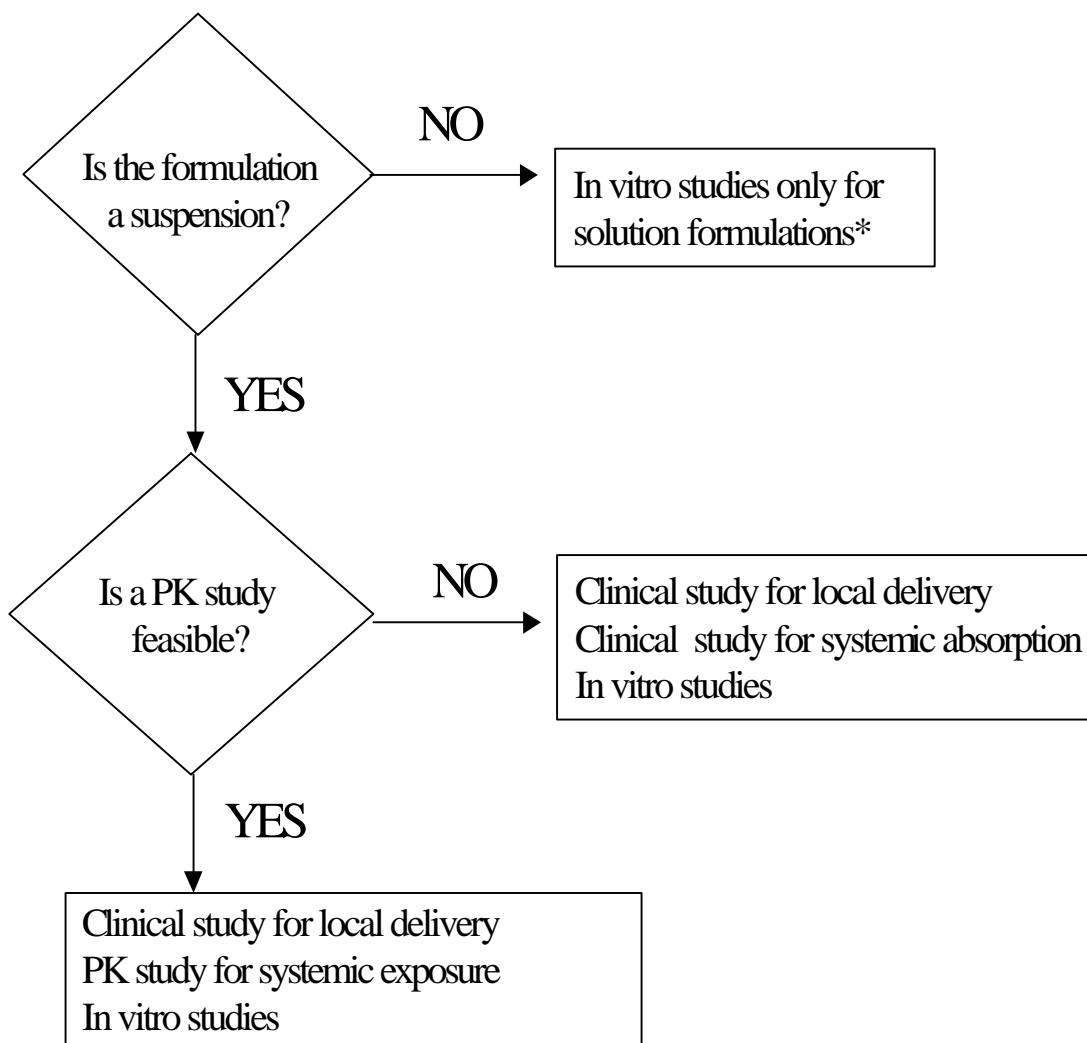 NO
Is the formulation
a suspension?
In vitro studies only for
solution formulations*
YES
Is a PK study
feasible?
NO
Clinical study for local delivery
Clinical study for systemic absorption
In vitro studies
YES
Clinical study for local delivery
PK study for systemic exposure
In vitro studies